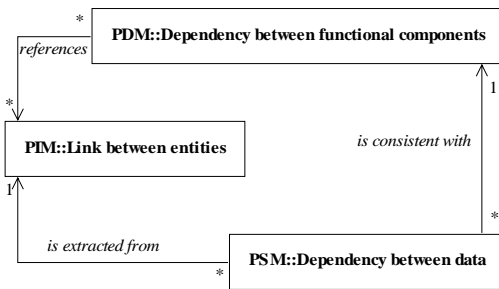 *
PDM::Dependency between functional components
references
1
*
PIM::Link between entities
is consistent with
1
*
is extracted from
*
PSM::Dependency between data